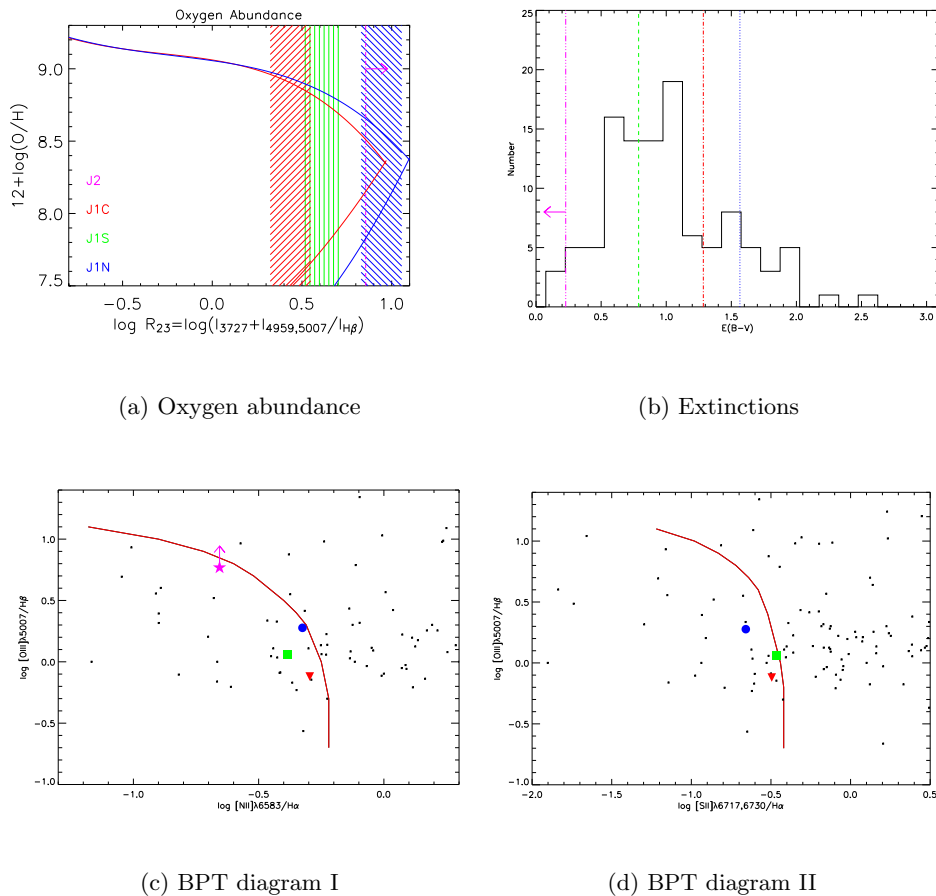 Oxygen Abundance
9.0
8.5
8.0
7.5
12+log(O/H)
J2
J1C
J1S
J1N
−0.5 0.0 0.5 1.0
log R23=log(I3727+I4959,5007/IHβ)
(a) Oxygen abundance
25
20
15
10
5
0
Number
0.0 0.5 1.0 1.5 2.0 2.5 3.0
E(B−V)
(b) Extinctions
1.0
0.5
0.0
−0.5
−1.0
log [OIII]λ5007/Hβ
−1.0 −0.5 0.0
log [NII]λ6583/Hα
(c) BPT diagram I
1.0
0.5
0.0
−0.5
−1.0
log [OIII]λ5007/Hβ
−2.0 −1.5 −1.0 −0.5 0.0 0.5
log [SII]λ6717,6730/Hα
(d) BPT diagram II